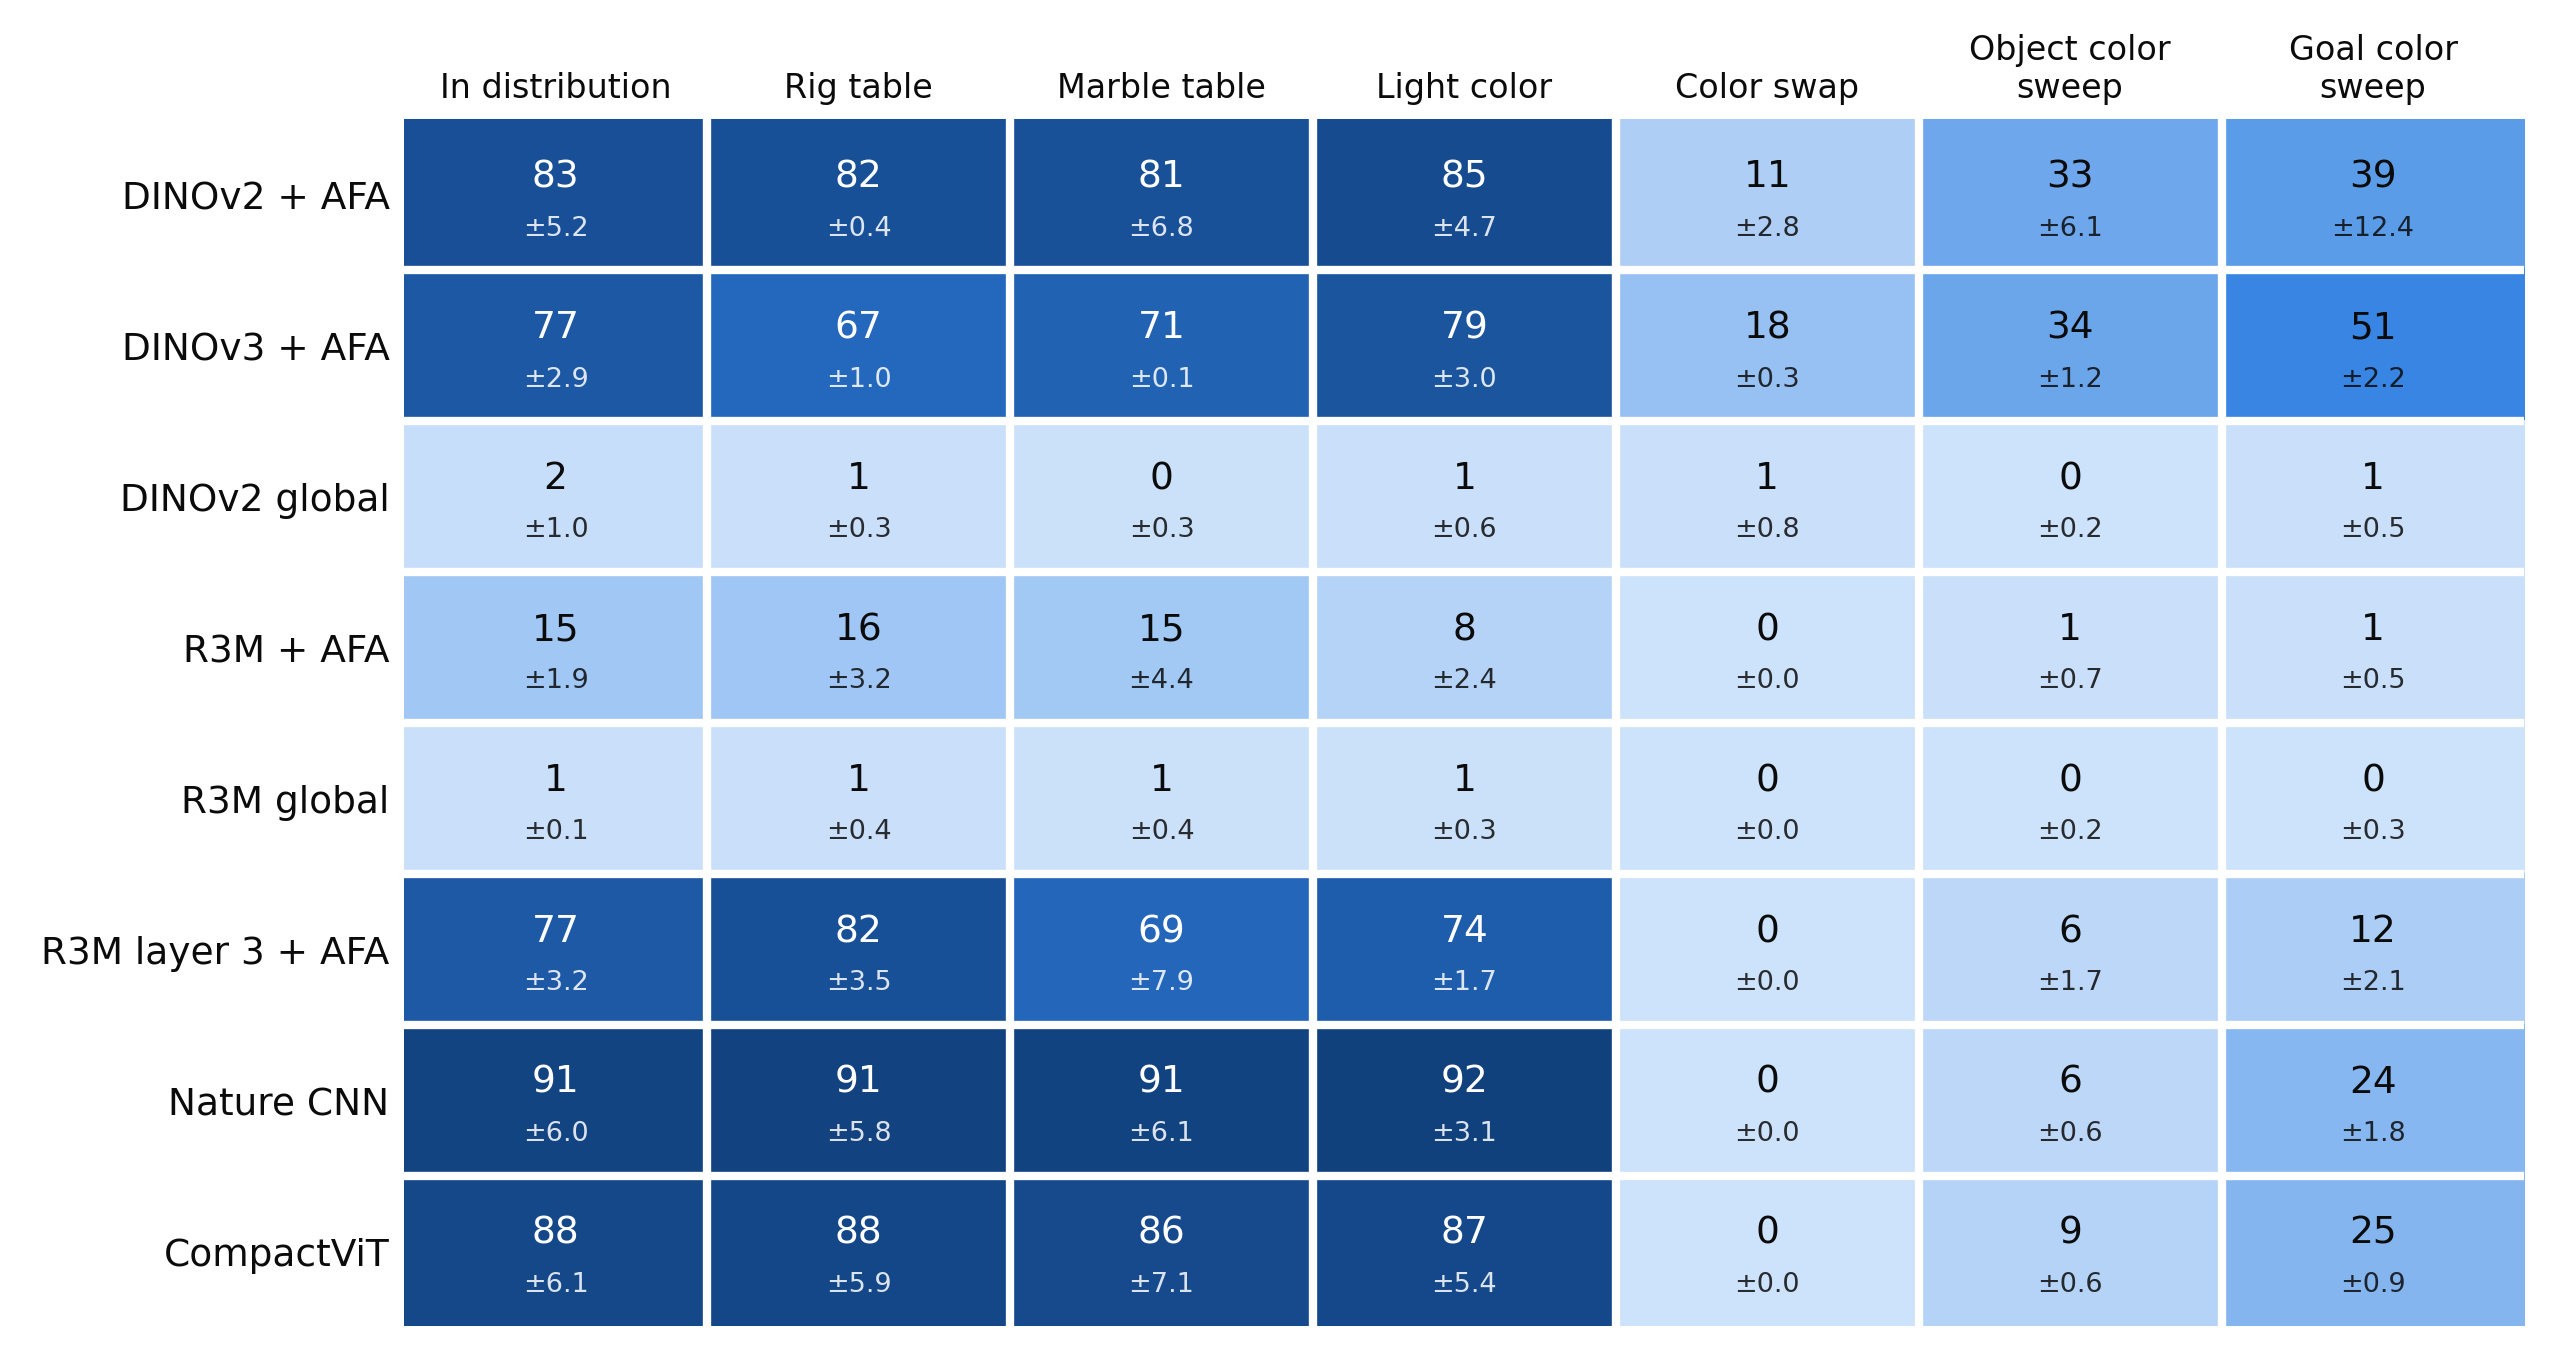 In distribution Rig table Marble table Light color Color swap Object color sweep Goal color sweep
DINOv2 + AFA 83 82 81 85 11 33 39
±5.2 ±0.4 ±6.8 ±4.7 ±2.8 ±6.1 ±12.4
DINOv3 + AFA 77 67 71 79 18 34 51
±2.9 ±1.0 ±0.1 ±3.0 ±0.3 ±1.2 ±2.2
DINOv2 global 2 1 0 1 1 0 1
±1.0 ±0.3 ±0.3 ±0.6 ±0.8 ±0.2 ±0.5
R3M + AFA 15 16 15 8 0 1 1
±1.9 ±3.2 ±4.4 ±2.4 ±0.0 ±0.7 ±0.5
R3M global 1 1 1 1 0 0 0
±0.1 ±0.4 ±0.4 ±0.3 ±0.0 ±0.2 ±0.3
R3M layer 3 + AFA 77 82 69 74 0 6 12
±3.2 ±3.5 ±7.9 ±1.7 ±0.0 ±1.7 ±2.1
Nature CNN 91 91 91 92 0 6 24
±6.0 ±5.8 ±6.1 ±3.1 ±0.0 ±0.6 ±1.8
CompactViT 88 88 86 87 0 9 25
±6.1 ±5.9 ±7.1 ±5.4 ±0.0 ±0.6 ±0.9